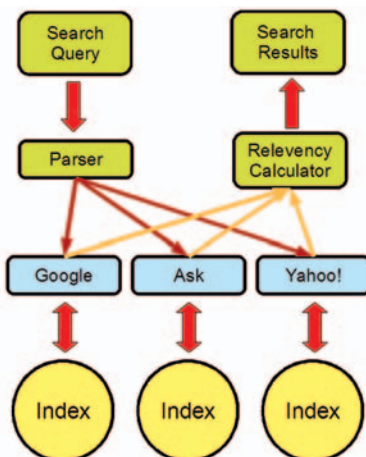 Search
Query
Search
Results
Parser
Relevency
Calculator
Google
Ask
Yahoo!
Index
Index
Index